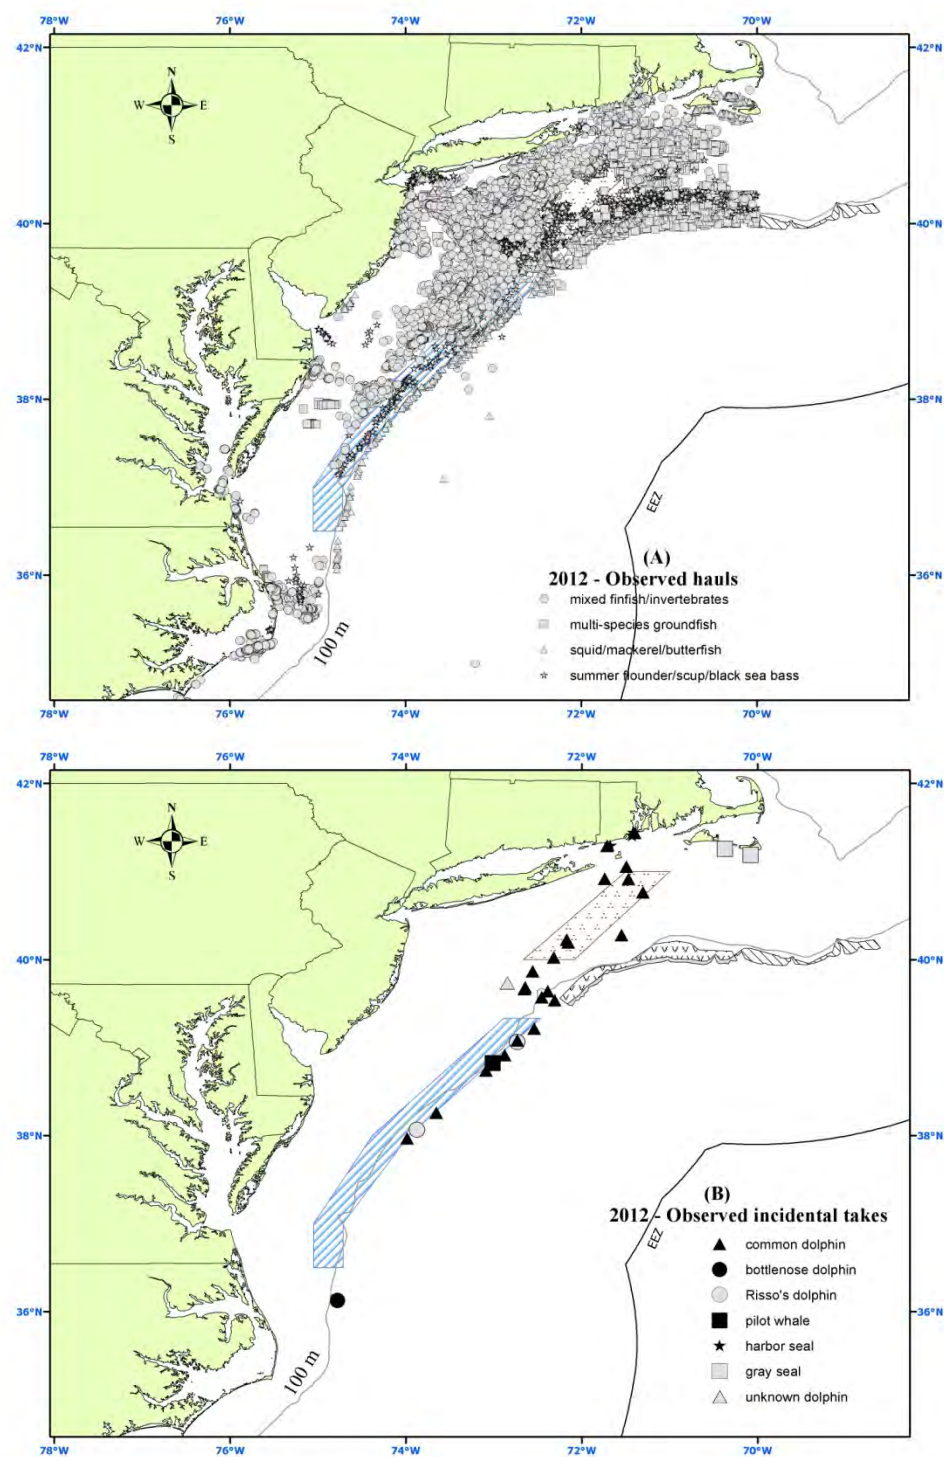 78°W 76°W 74°W 72°W 70°W
42°N 42°N
N
W E
S
40°N 40°N
38°N 38°N
EEZ
(A)
36°N 36°N
2012 - Observed hauls
mixed finfish/invertebrates
multi-species groundfish
100 m
squid/mackerel/butterfish
summer flounder/scup/black sea bass
78°W 76°W 74°W 72°W 70°W
78°W 76°W 74°W 72°W 70°W
42°N 42°N
N
W E
S
40°N 40°N
38°N 38°N
(B)
2012 - Observed incidental takes
EEZ
common dolphin
bottlenose dolphin
Risso's dolphin
36°N 36°N
pilot whale
harbor seal
100 m
gray seal
unknown dolphin
78°W 76°W 74°W 72°W 70°W